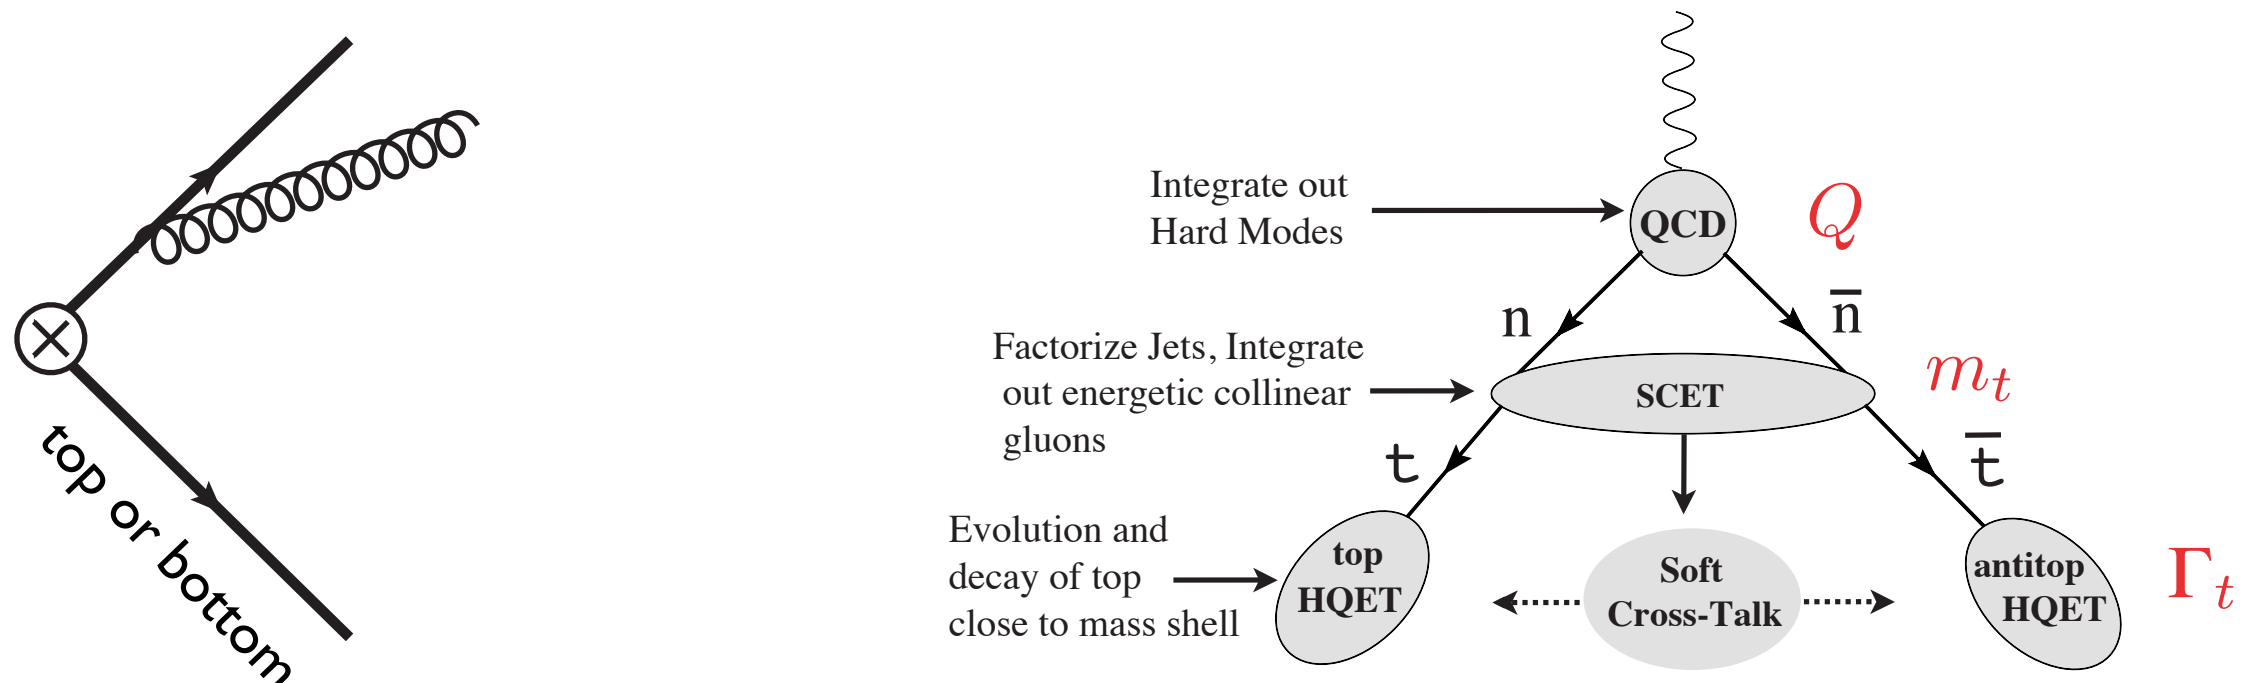 top or bottom
Integrate out
Hard Modes
QCD
Q
n
n̅
Factorize Jets, Integrate
out energetic collinear
gluons
SCET
m_t
t
t̅
Evolution and
decay of top
close to mass shell
top
HQET
Soft
Cross-Talk
antitop
HQET
Γ_t